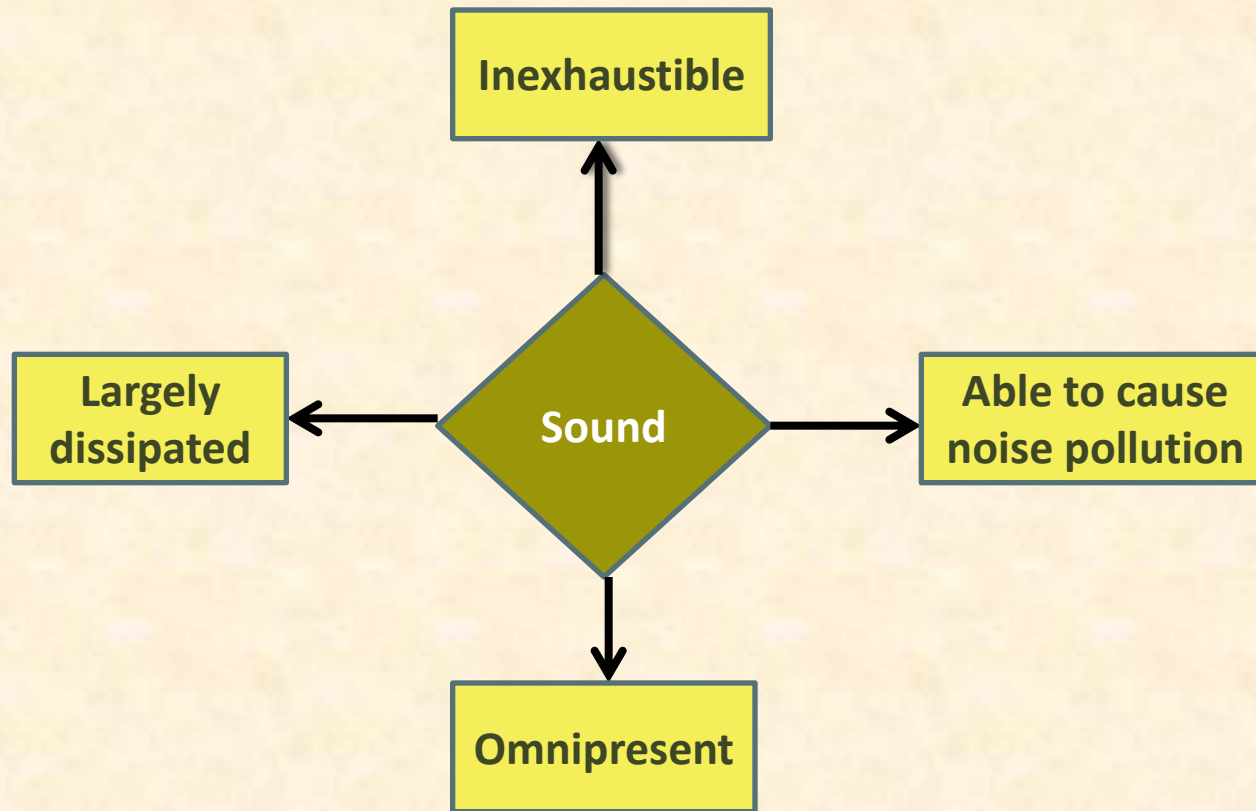 Inexhaustible
Largely
dissipated
Sound
Able to cause
noise pollution
Omnipresent